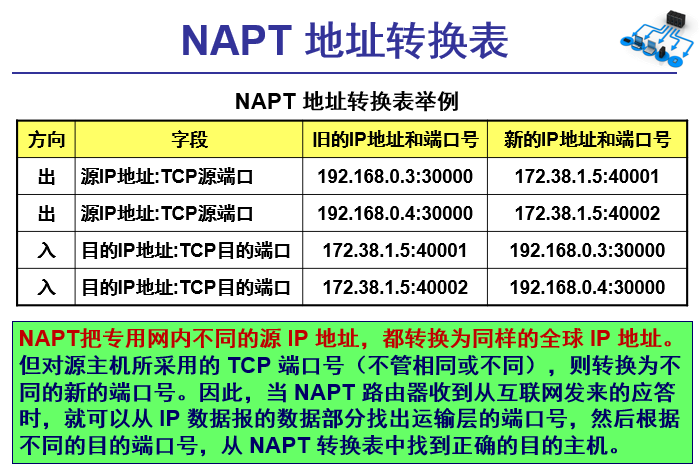 NAPT 地址转换表
NAPT 地址转换表举例
方向 字段 旧的IP地址和端口号 新的IP地址和端口号
出 源IP地址:TCP源端口 192.168.0.3:30000 172.38.1.5:40001
出 源IP地址:TCP源端口 192.168.0.4:30000 172.38.1.5:40002
入 目的IP地址:TCP目的端口 172.38.1.5:40001 192.168.0.3:30000
入 目的IP地址:TCP目的端口 172.38.1.5:40002 192.168.0.4:30000
NAPT把专用网内不同的源 IP 地址，都转换为同样的全球 IP 地址。
但对源主机所采用的 TCP 端口号（不管相同或不同），则转换为不
同的新的端口号。因此，当 NAPT 路由器收到从互联网发来的应答
时，就可以从 IP 数据报的数据部分找出运输层的端口号，然后根据
不同的目的端口号，从 NAPT 转换表中找到正确的目的主机。